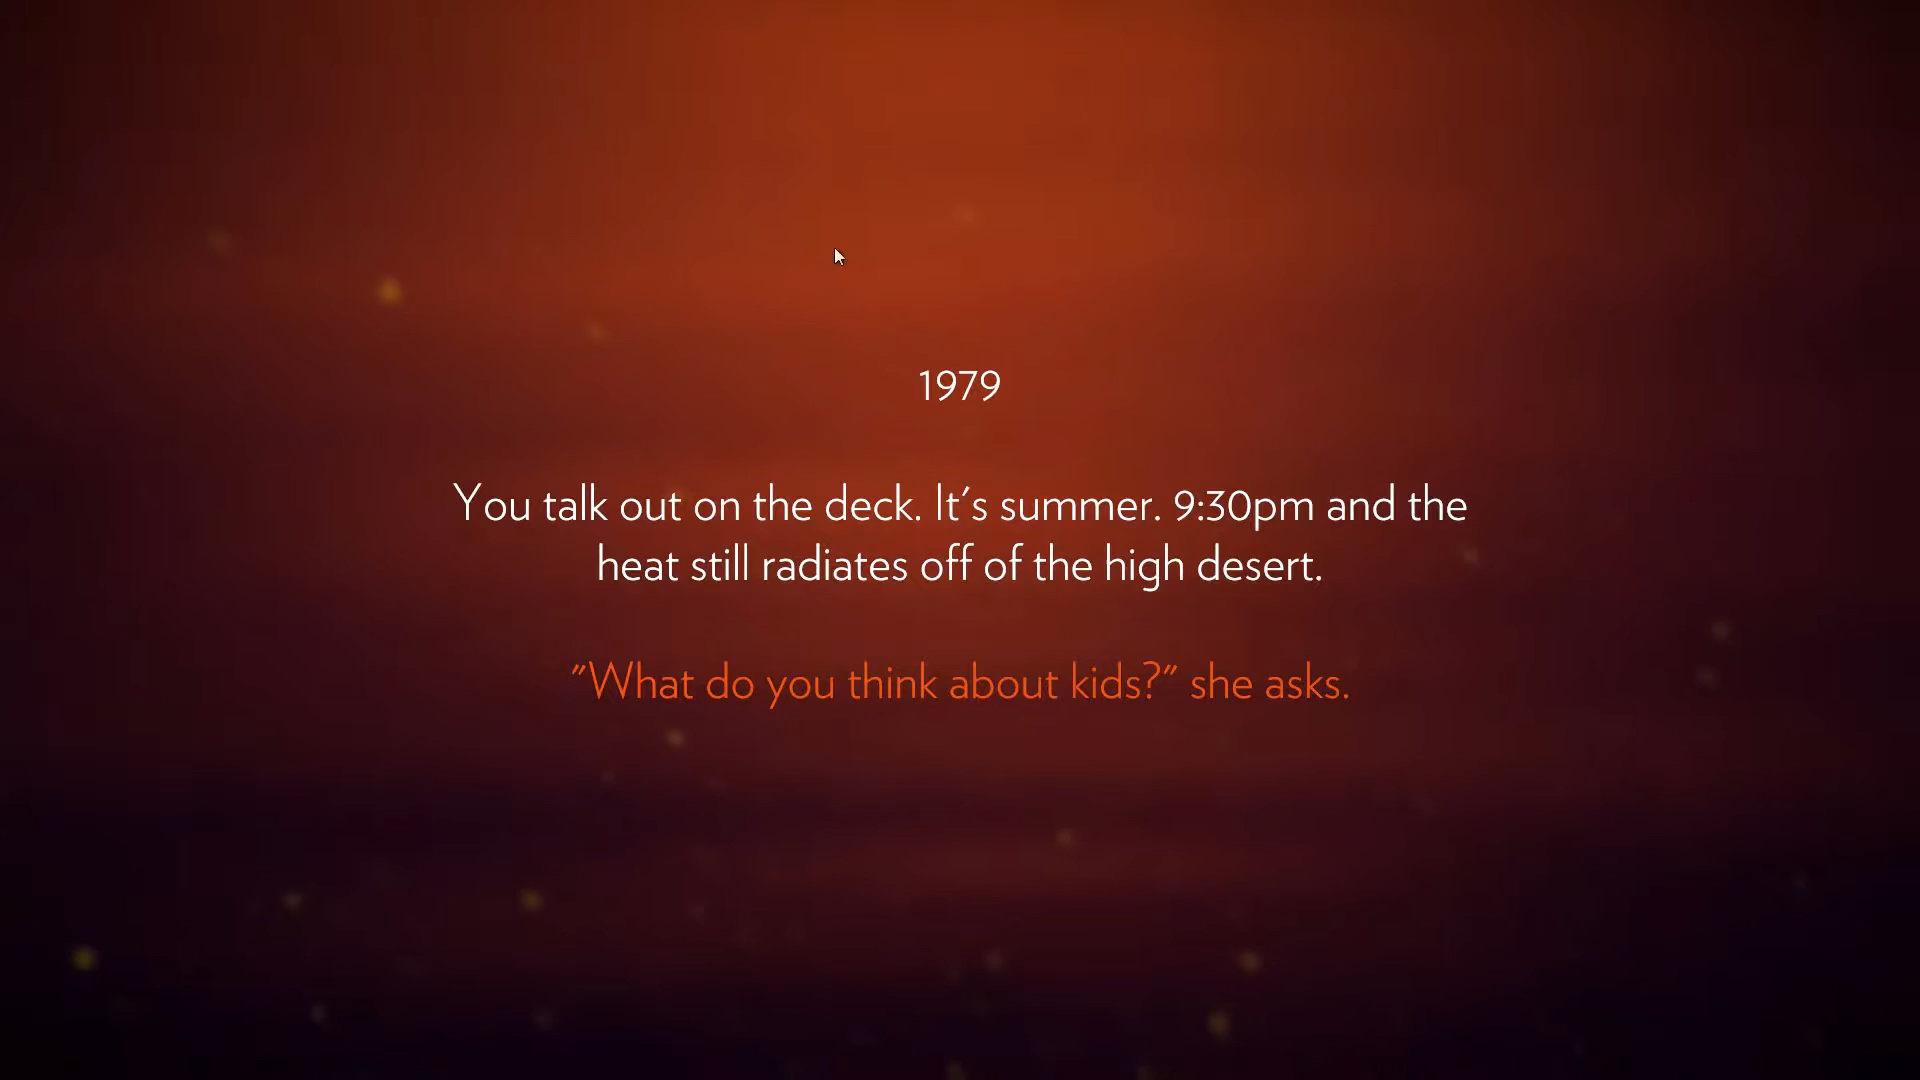 1979
You talk out on the deck. It's summer. 9:30pm and the
heat still radiates off of the high desert.
"What do you think about kids?" she asks.